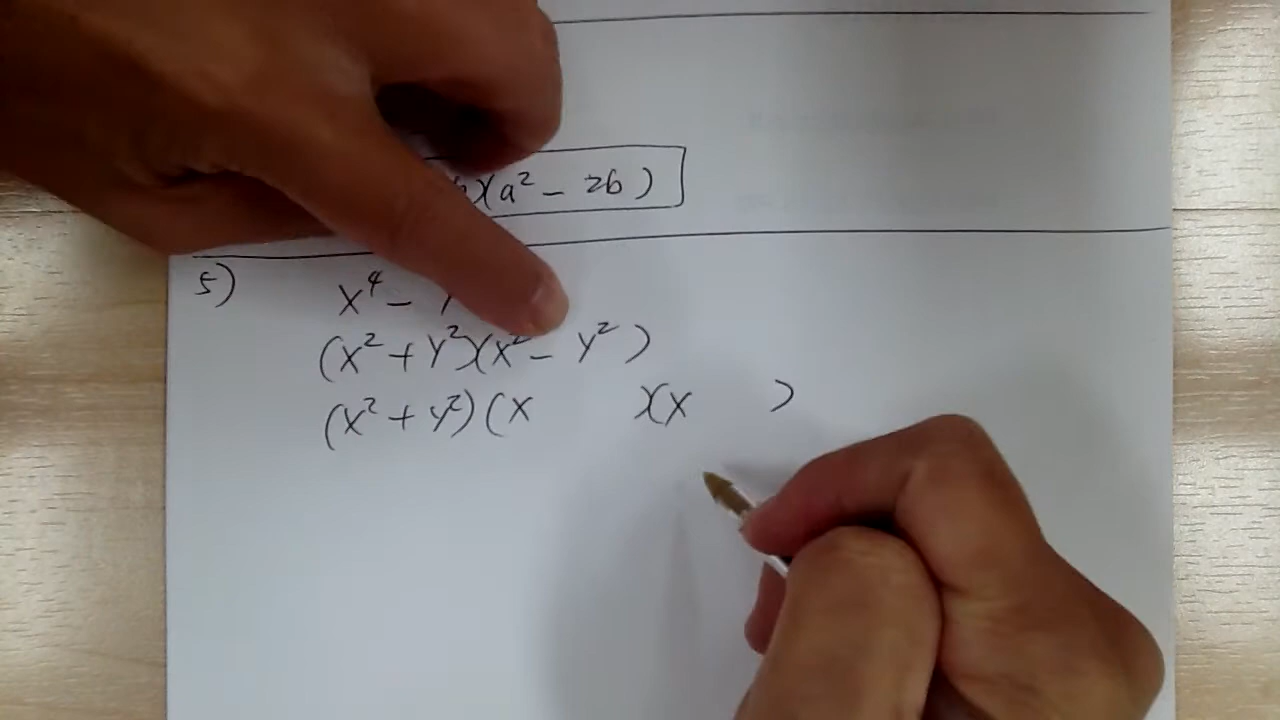 )(a² - 2b)
5) x⁴ -
(x² + y²)(x² - y²)
(x² + y²)(x )(x )